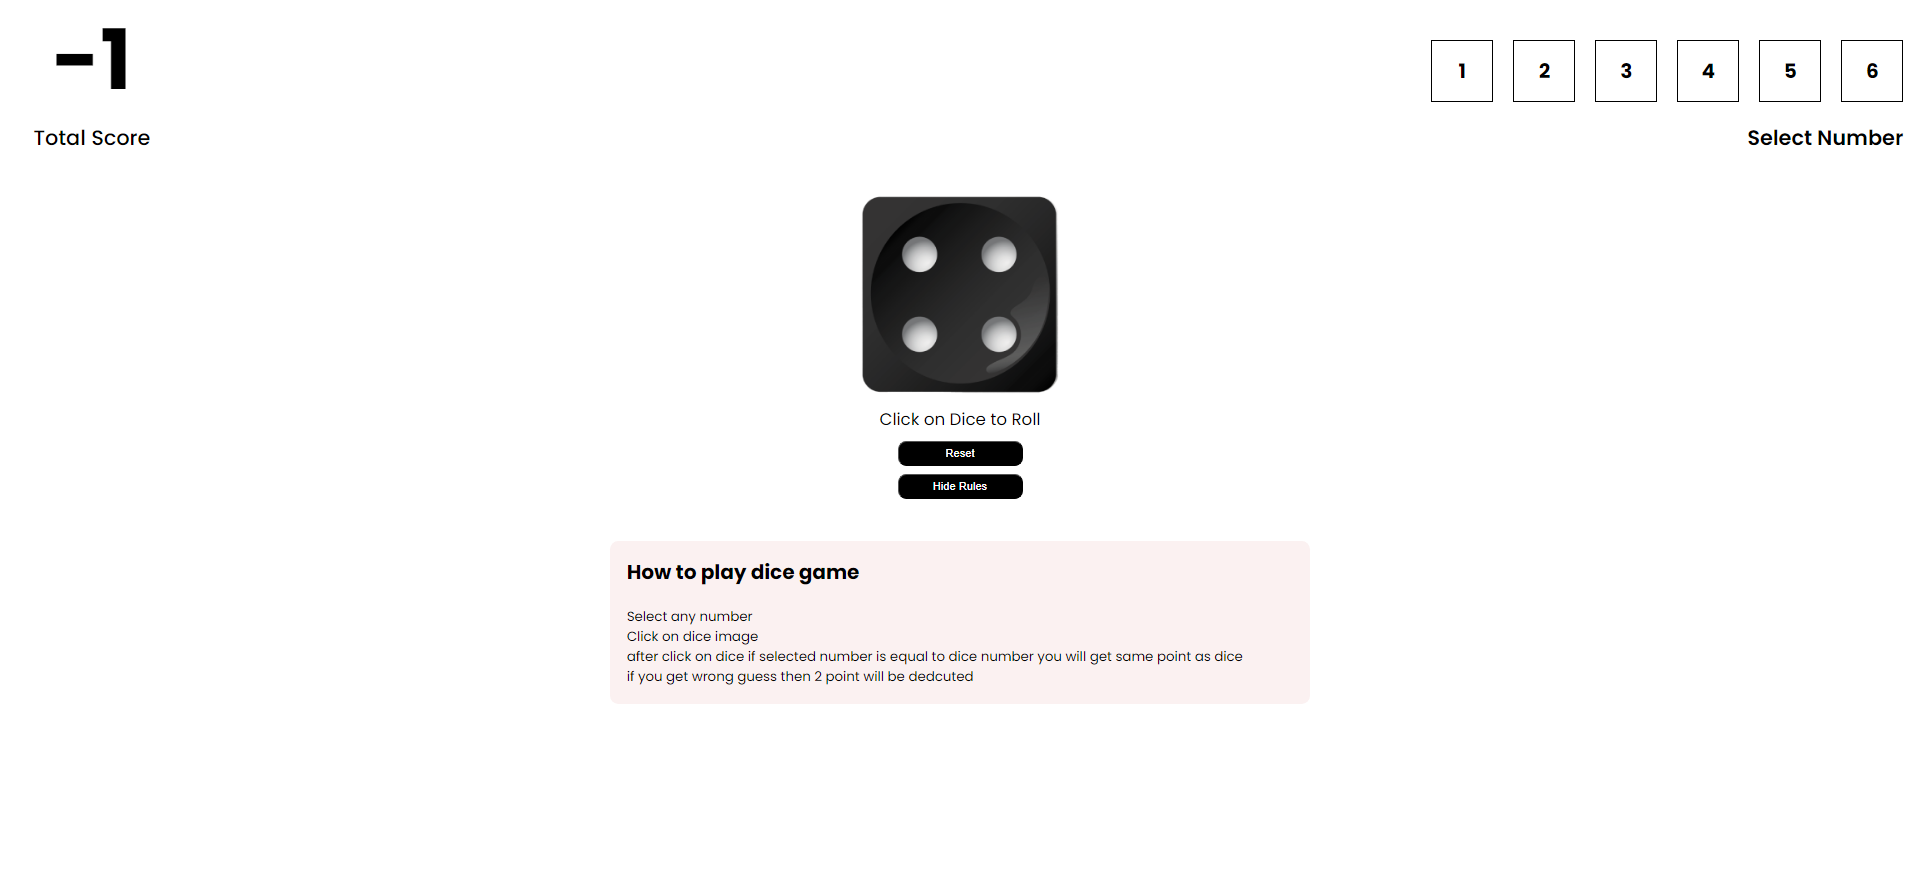 -1
Total Score
1 2 3 4 5 6
Select Number
Click on Dice to Roll
Reset
Hide Rules
How to play dice game
Select any number
Click on dice image
after click on dice if selected number is equal to dice number you will get same point as dice
if you get wrong guess then 2 point will be dedcuted